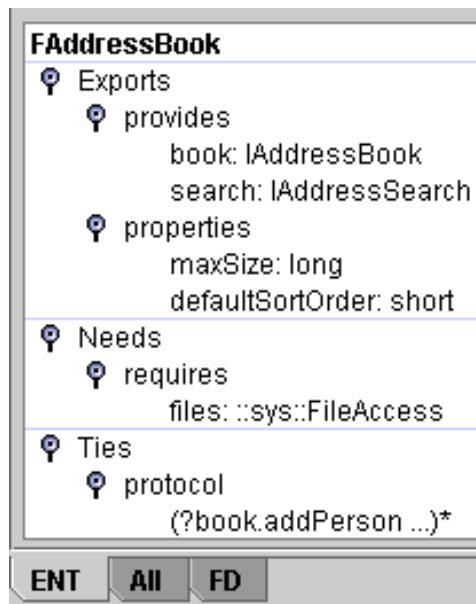 FAddressBook
Exports
provides
book: IAddressBook
search: IAddressSearch
properties
maxSize: long
defaultSortOrder: short
Needs
requires
files: ::sys::FileAccess
Ties
protocol
(?book.addPerson ...)*
ENT All FD